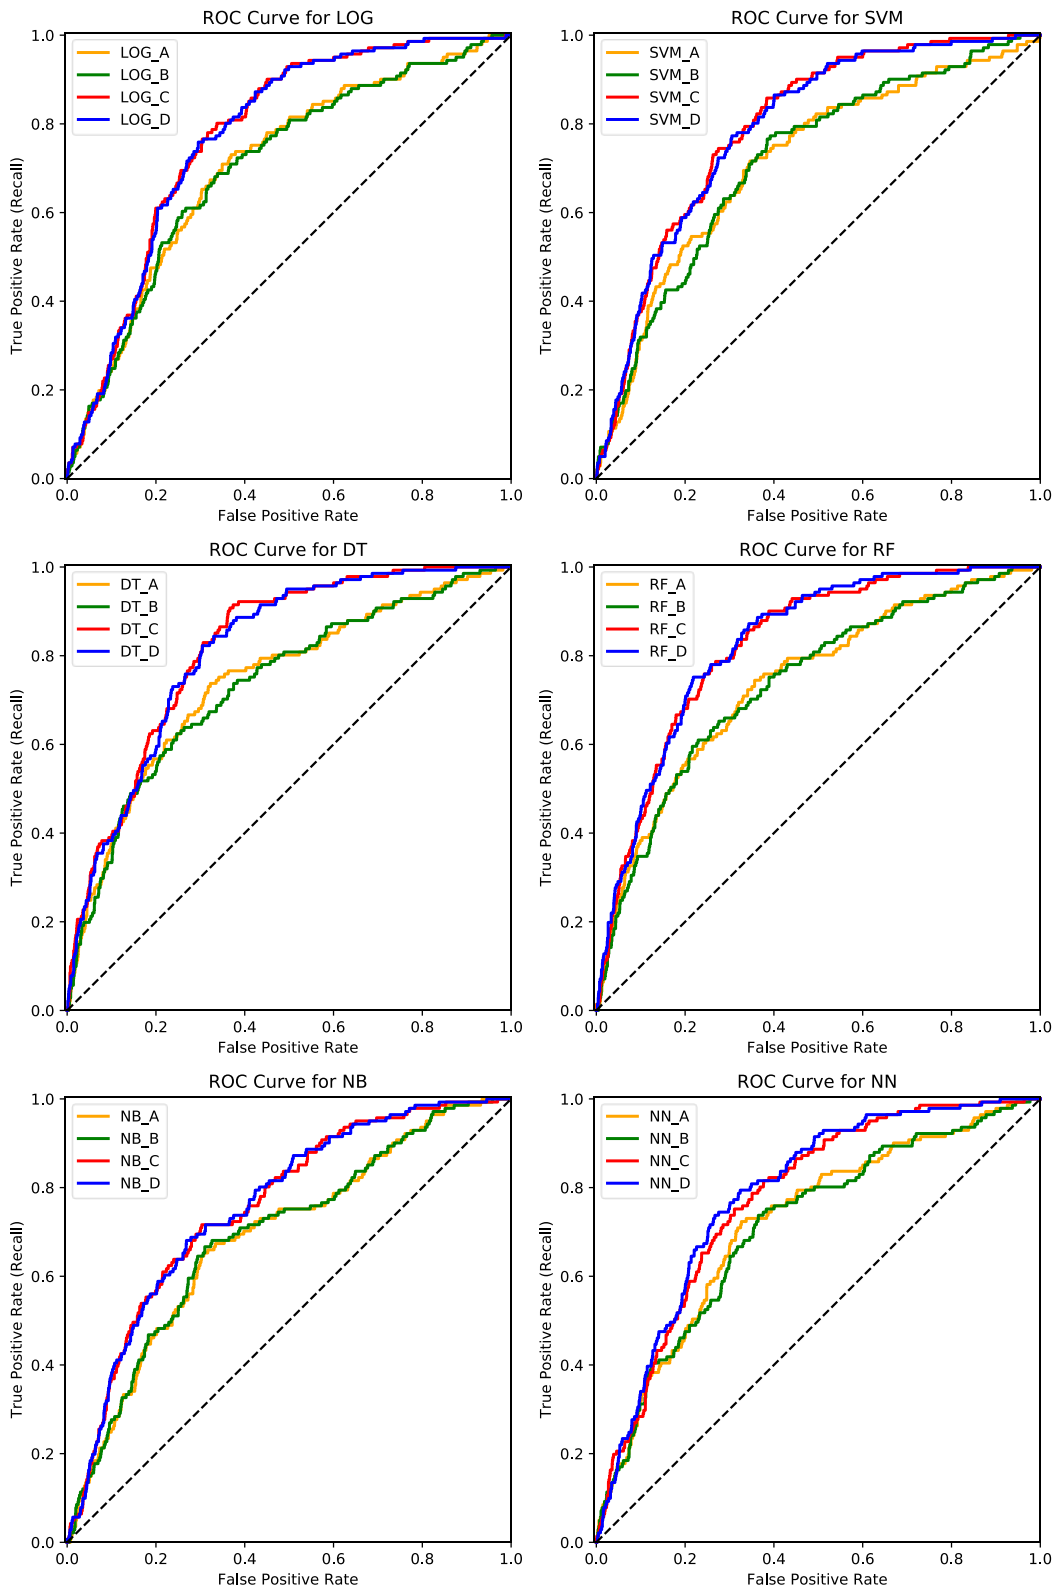 ROC Curve for LOG
LOG_A
LOG_B
LOG_C
LOG_D
True Positive Rate (Recall)
1.0
0.8
0.6
0.4
0.2
0.0
0.0 0.2 0.4 0.6 0.8 1.0
False Positive Rate
ROC Curve for SVM
SVM_A
SVM_B
SVM_C
SVM_D
True Positive Rate (Recall)
1.0
0.8
0.6
0.4
0.2
0.0
0.0 0.2 0.4 0.6 0.8 1.0
False Positive Rate
ROC Curve for DT
DT_A
DT_B
DT_C
DT_D
True Positive Rate (Recall)
1.0
0.8
0.6
0.4
0.2
0.0
0.0 0.2 0.4 0.6 0.8 1.0
False Positive Rate
ROC Curve for RF
RF_A
RF_B
RF_C
RF_D
True Positive Rate (Recall)
1.0
0.8
0.6
0.4
0.2
0.0
0.0 0.2 0.4 0.6 0.8 1.0
False Positive Rate
ROC Curve for NB
NB_A
NB_B
NB_C
NB_D
True Positive Rate (Recall)
1.0
0.8
0.6
0.4
0.2
0.0
0.0 0.2 0.4 0.6 0.8 1.0
False Positive Rate
ROC Curve for NN
NN_A
NN_B
NN_C
NN_D
True Positive Rate (Recall)
1.0
0.8
0.6
0.4
0.2
0.0
0.0 0.2 0.4 0.6 0.8 1.0
False Positive Rate